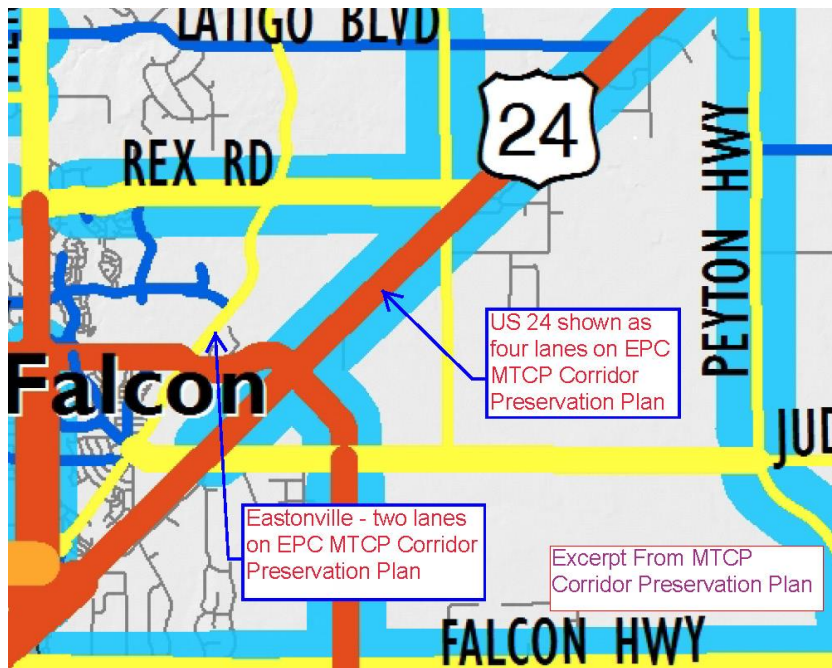 LATIGO BLVD
24
REX RD
PEYTON HWY
US 24 shown as
four lanes on EPC
MTCP Corridor
Preservation Plan
Falcon
JUD
Eastonville - two lanes
on EPC MTCP Corridor
Preservation Plan
Excerpt From MTCP
Corridor Preservation Plan
FALCON HWY